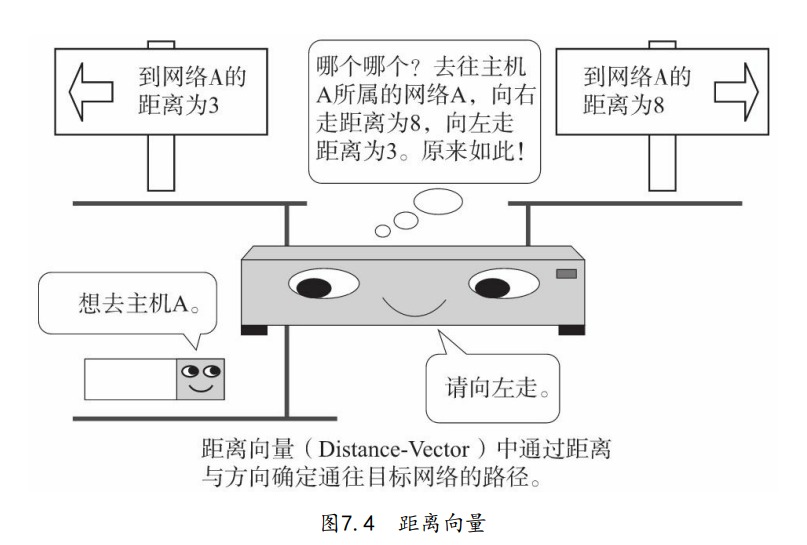 到网络A的
距离为3
哪个哪个？去往主机
A所属的网络A，向右
走距离为8，向左走
距离为3。原来如此！
到网络A的
距离为8
想去主机A。
请向左走。
距离向量（Distance-Vector）中通过距离
与方向确定通往目标网络的路径。
图7.4 距离向量